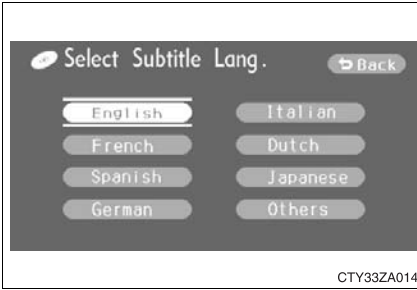 Select Subtitle Lang.
Back
English
Italian
French
Dutch
Spanish
Japanese
German
Others
CTY33ZA014